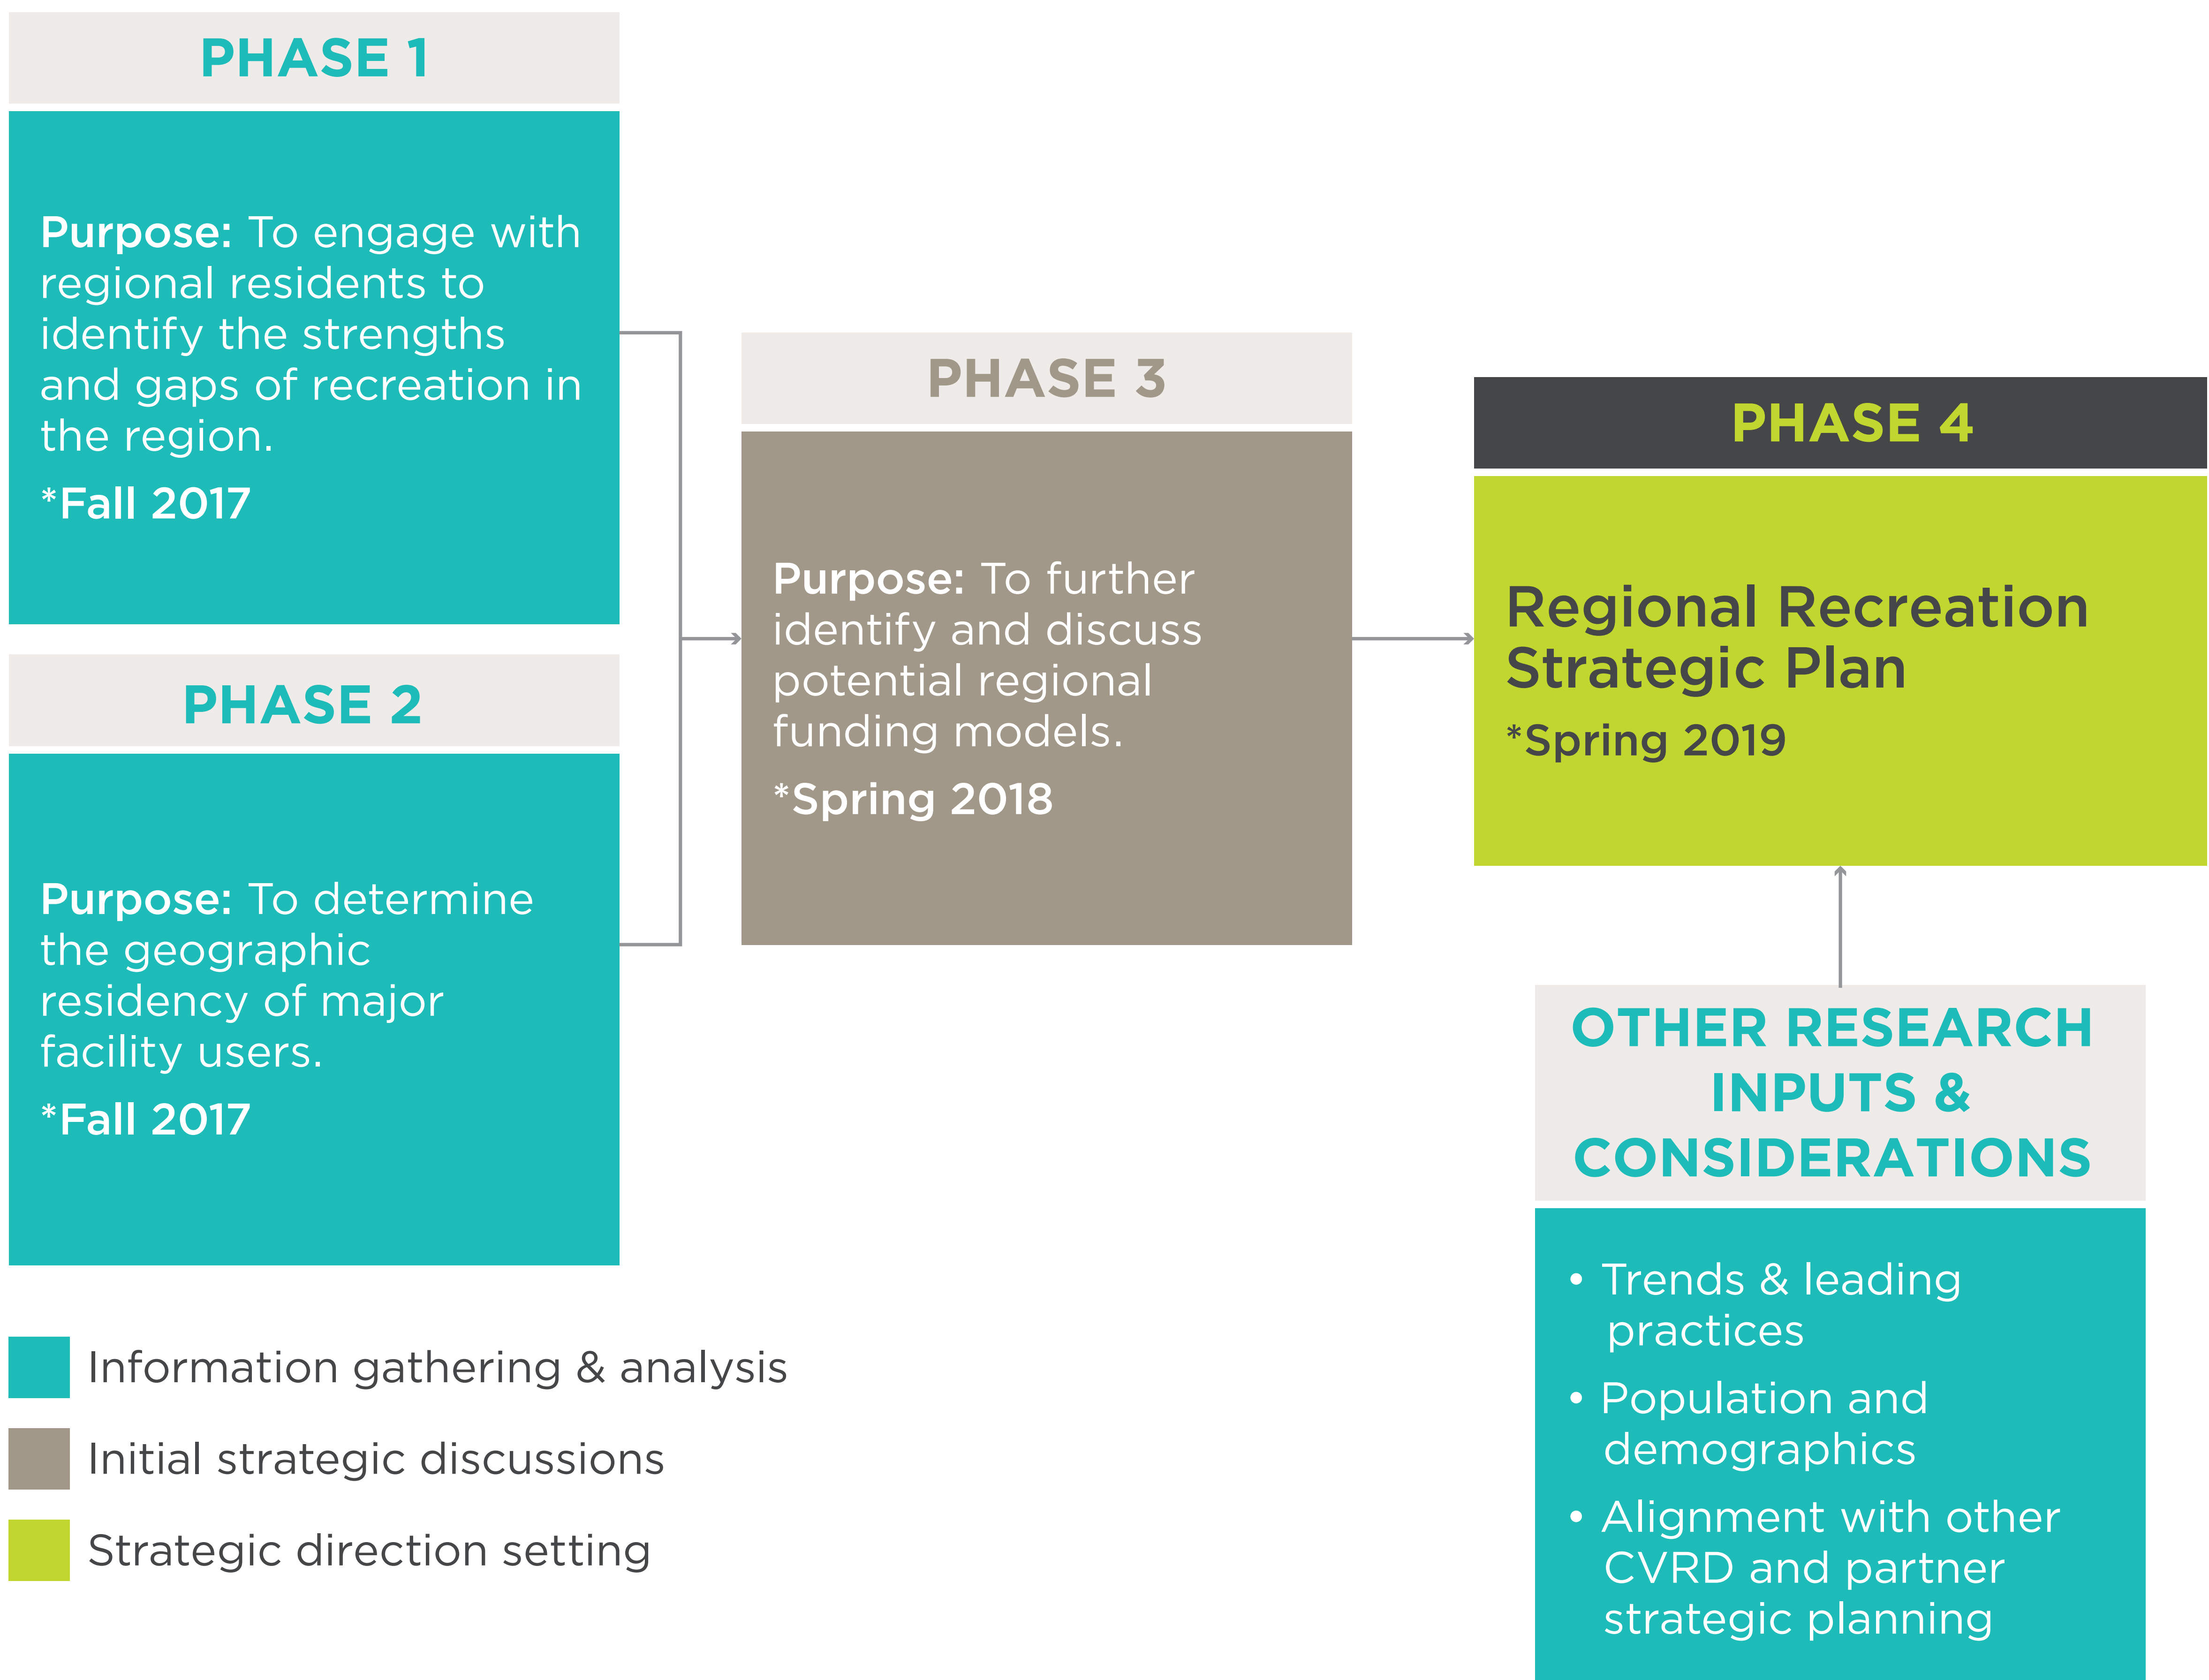 PHASE 1
Purpose: To engage with
regional residents to
identify the strengths
and gaps of recreation in
the region.
*Fall 2017
PHASE 2
Purpose: To determine
the geographic
residency of major
facility users.
*Fall 2017
PHASE 3
Purpose: To further
identify and discuss
potential regional
funding models.
*Spring 2018
PHASE 4
Regional Recreation
Strategic Plan
*Spring 2019
OTHER RESEARCH
INPUTS &
CONSIDERATIONS
• Trends & leading
practices
• Population and
demographics
• Alignment with other
CVRD and partner
strategic planning
Information gathering & analysis
Initial strategic discussions
Strategic direction setting